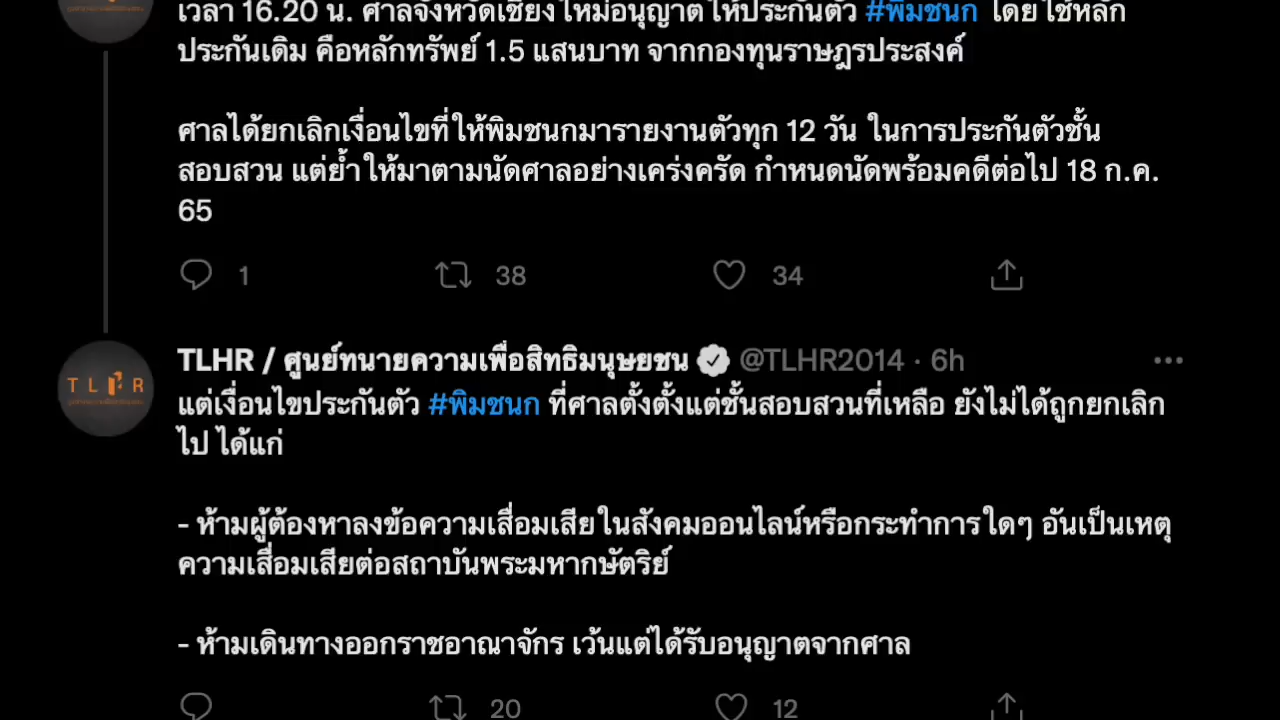 เวลา 16.20 น. ศาลจังหวัดเชียงใหม่อนุญาตให้ประกันตัว #พิมชนก โดยใช้หลัก
ประกันเดิม คือหลักทรัพย์ 1.5 แสนบาท จากกองทุนราษฎรประสงค์
ศาลได้ยกเลิกเงื่อนไขที่ให้พิมชนกมารายงานตัวทุก 12 วัน ในการประกันตัวชั้น
สอบสวน แต่ย้ำให้มาตามนัดศาลอย่างเคร่งครัด กำหนดนัดพร้อมคดีต่อไป 18 ก.ค.
65
1 38 34
TLHR / ศูนย์ทนายความเพื่อสิทธิมนุษยชน @TLHR2014 · 6h
TLHR
แต่เงื่อนไขประกันตัว #พิมชนก ที่ศาลตั้งตั้งแต่ชั้นสอบสวนที่เหลือ ยังไม่ได้ถูกยกเลิก
ไป ได้แก่
- ห้ามผู้ต้องหาลงข้อความเสื่อมเสียในสังคมออนไลน์หรือกระทำการใดๆ อันเป็นเหตุ
ความเสื่อมเสียต่อสถาบันพระมหากษัตริย์
- ห้ามเดินทางออกราชอาณาจักร เว้นแต่ได้รับอนุญาตจากศาล
20 12